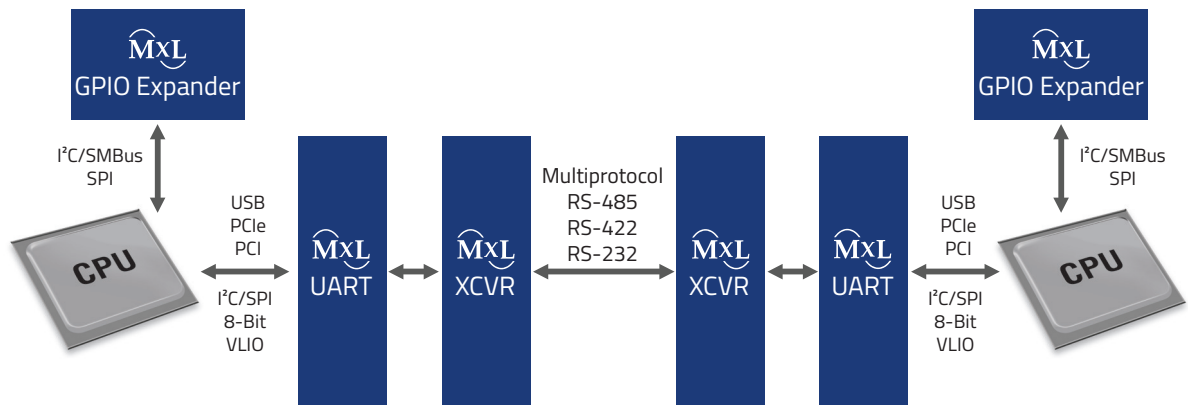 MxL
GPIO Expander
MxL
GPIO Expander
I²C/SMBus
SPI
I²C/SMBus
SPI
USB
PCIe
PCI
Multiprotocol
RS-485
RS-422
RS-232
USB
PCIe
PCI
CPU
MxL
UART
MxL
XCVR
MxL
XCVR
MxL
UART
CPU
I²C/SPI
8-Bit
VLIO
I²C/SPI
8-Bit
VLIO